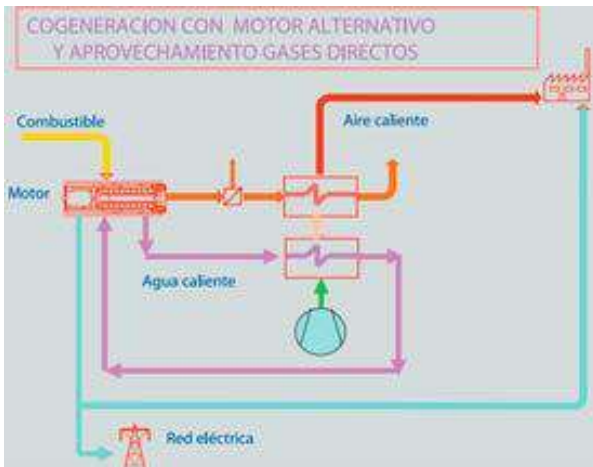 COGENERACION CON MOTOR ALTERNATIVO
Y APROVECHAMIENTO GASES DIRECTOS
Combustible
Aire caliente
Motor
Agua caliente
Red eléctrica